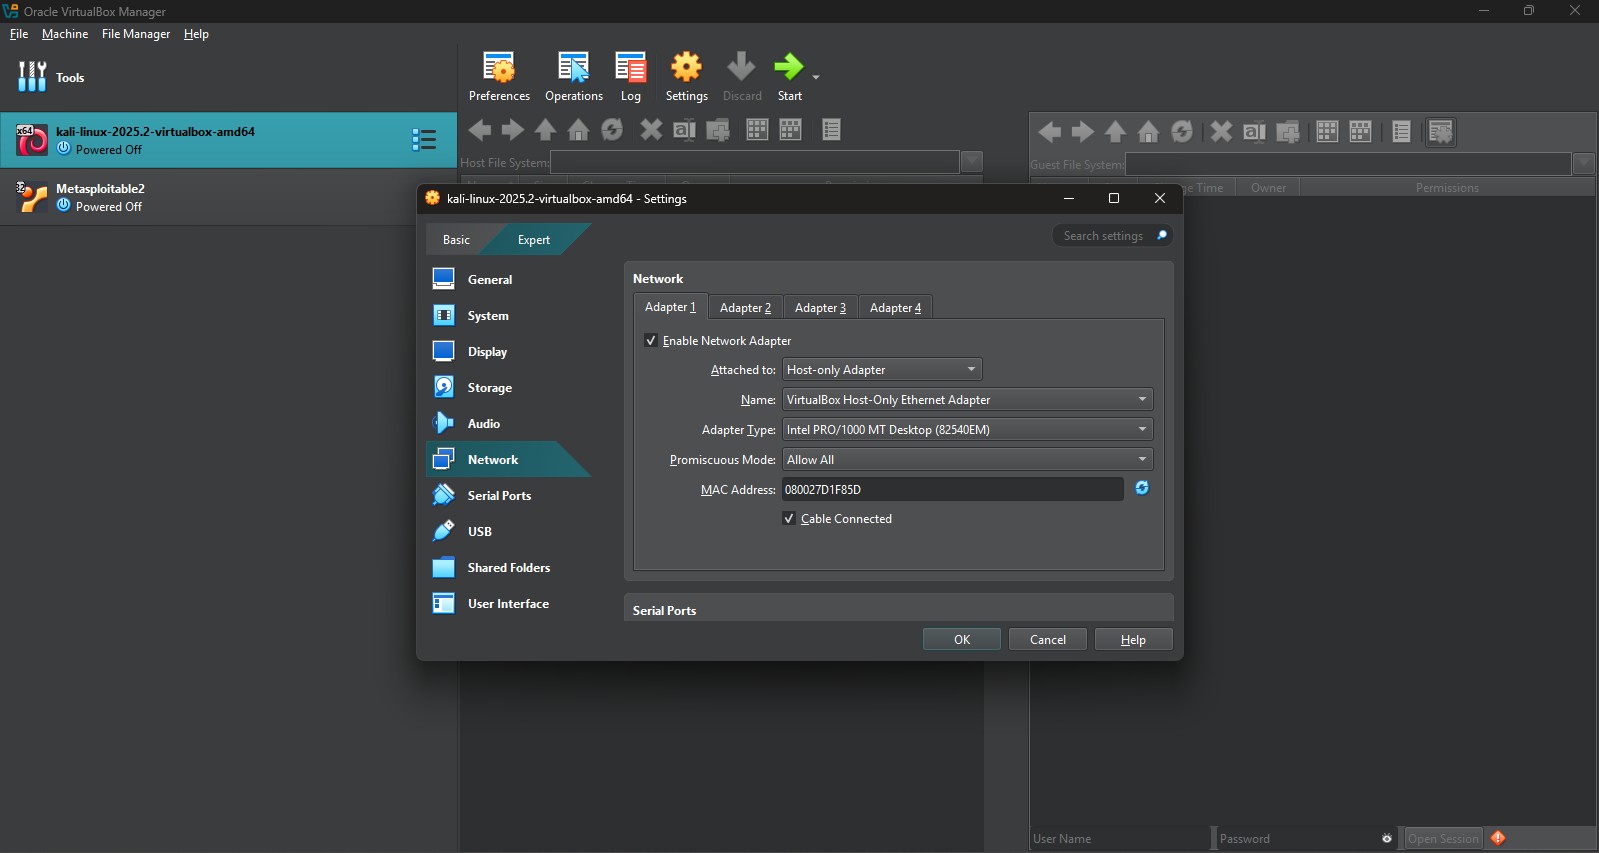 Oracle VirtualBox Manager
File Machine File Manager Help
Tools
Preferences Operations Log Settings Discard Start
x64
kali-linux-2025.2-virtualbox-amd64
Powered Off
32
Metasploitable2
Powered Off
Host File System:
Guest File System:
Time Owner Permissions
kali-linux-2025.2-virtualbox-amd64 - Settings
Basic Expert
Search settings
General
System
Display
Storage
Audio
Network
Serial Ports
USB
Shared Folders
User Interface
Network
Adapter 1 Adapter 2 Adapter 3 Adapter 4
Enable Network Adapter
Attached to: Host-only Adapter
Name: VirtualBox Host-Only Ethernet Adapter
Adapter Type: Intel PRO/1000 MT Desktop (82540EM)
Promiscuous Mode: Allow All
MAC Address: 080027D1F85D
Cable Connected
Serial Ports
OK Cancel Help
User Name Password Open Session